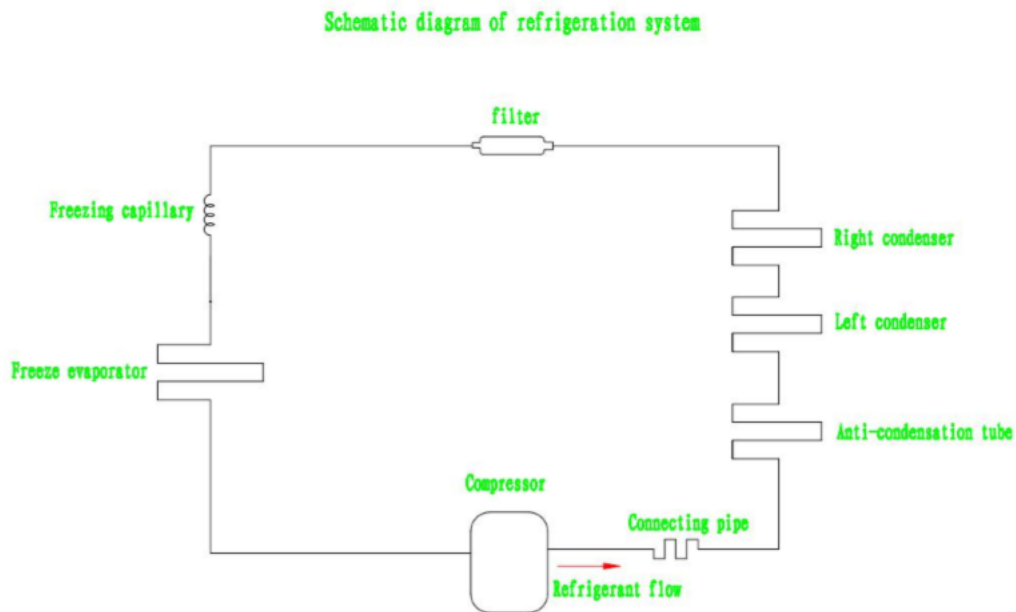 Schematic diagram of refrigeration system
filter
Freezing capillary
Right condenser
Left condenser
Freeze evaporator
Anti-condensation tube
Compressor
Connecting pipe
Refrigerant flow